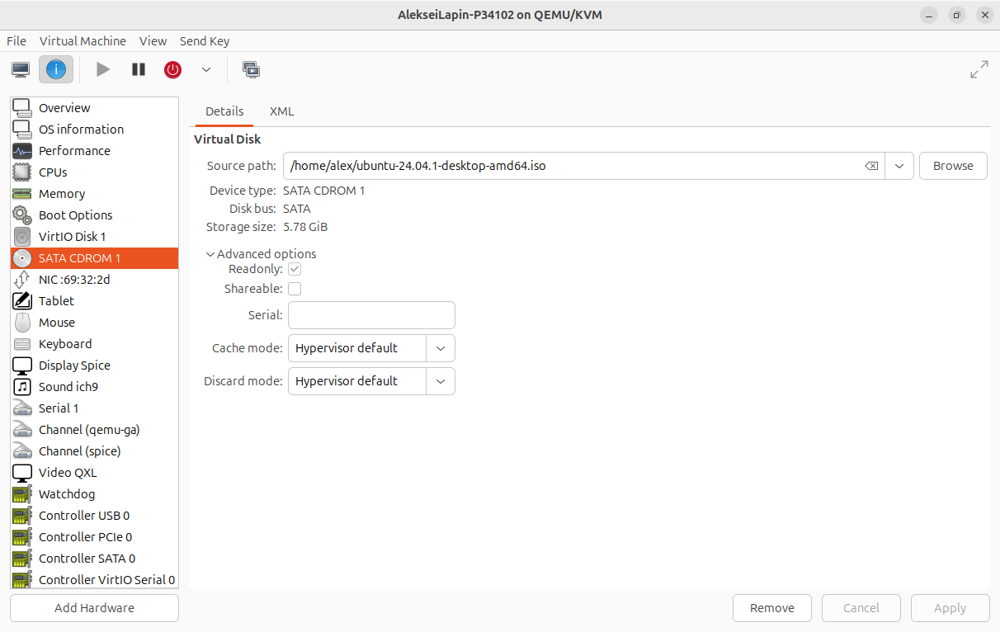 AlekseiLapin-P34102 on QEMU/KVM
File Virtual Machine View Send Key
Overview
OS information
Performance
CPUs
Memory
Boot Options
VirtIO Disk 1
SATA CDROM 1
NIC :69:32:2d
Tablet
Mouse
Keyboard
Display Spice
Sound ich9
Serial 1
Channel (qemu-ga)
Channel (spice)
Video QXL
Watchdog
Controller USB 0
Controller PCIe 0
Controller SATA 0
Controller VirtIO Serial 0
Add Hardware
Details XML
Virtual Disk
Source path: /home/alex/ubuntu-24.04.1-desktop-amd64.iso Browse
Device type: SATA CDROM 1
Disk bus: SATA
Storage size: 5.78 GiB
Advanced options
Readonly:
Shareable:
Serial:
Cache mode: Hypervisor default
Discard mode: Hypervisor default
Remove Cancel Apply